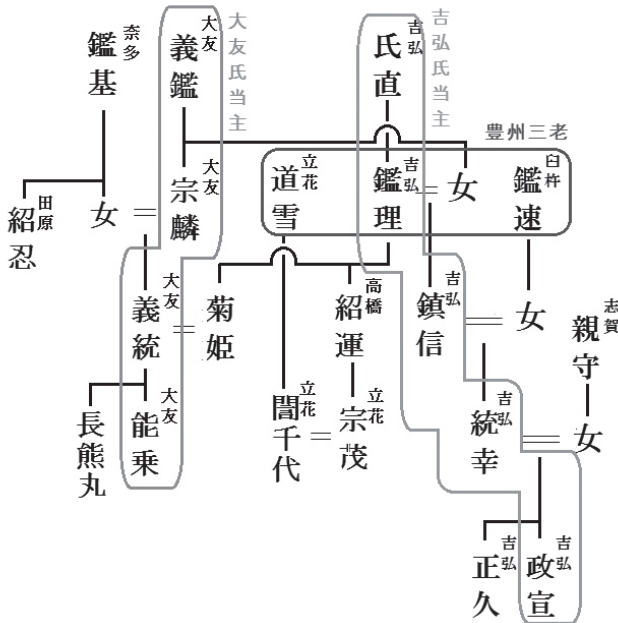 大友氏当主
吉弘氏当主
豊州三老
奈多
鑑基
大友
義鑑
吉弘
氏直
田原
紹忍
女
大友
宗麟
立花
道雪
吉弘
鑑理
女
臼杵
鑑速
大友
義統
菊姫
高橋
紹運
吉弘
鎮信
女
志賀
親守
長熊丸
大友
能乗
立花
誾千代
立花
宗茂
吉弘
統幸
女
吉弘
正久
吉弘
政宣